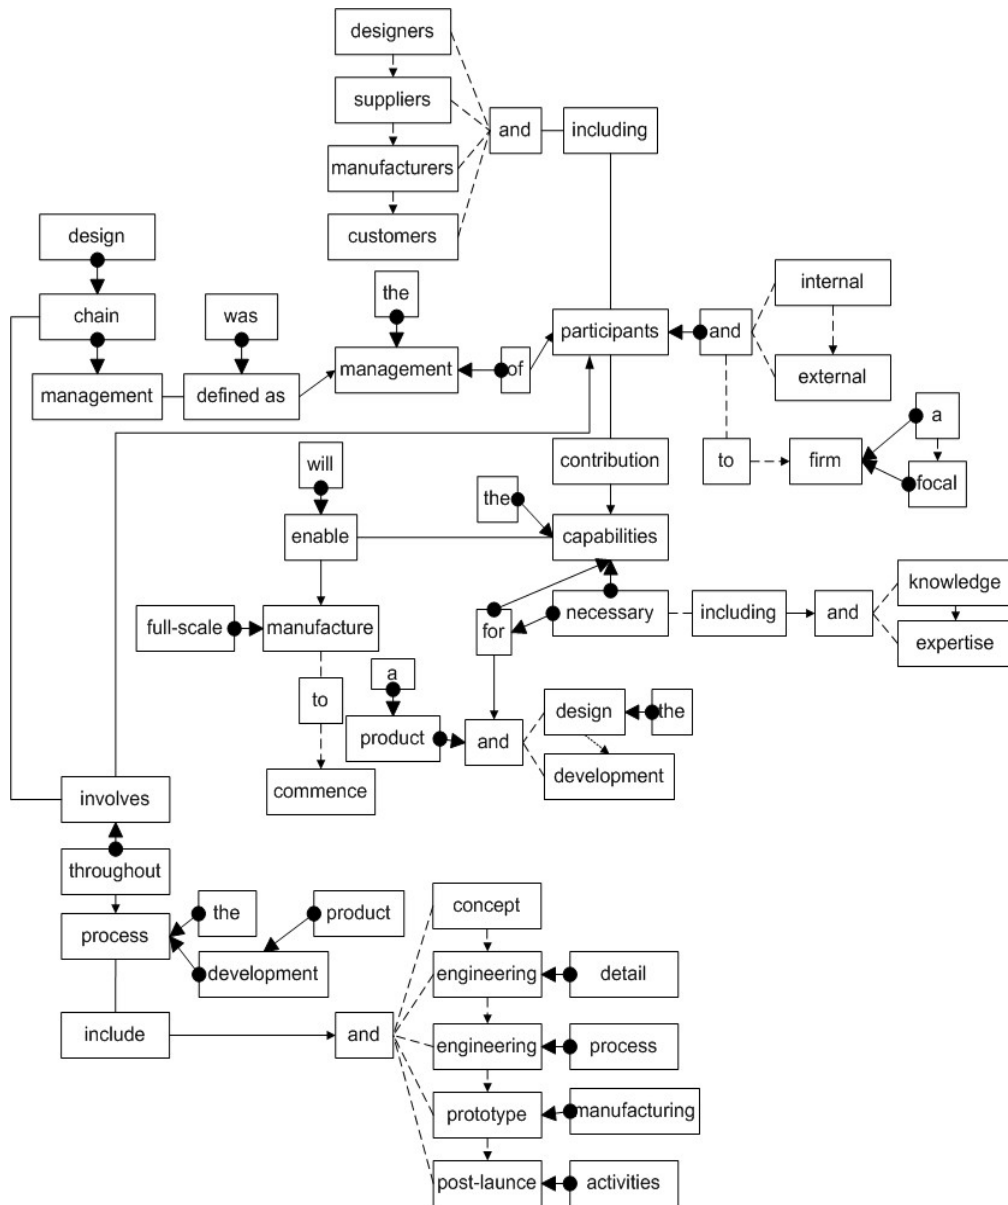 designers
suppliers
and
including
manufacturers
customers
design
the
internal
chain
was
participants
and
management
defined as
management
of
external
a
will
contribution
to
firm
focal
the
enable
capabilities
knowledge
full-scale
manufacture
for
necessary
including
and
expertise
a
to
design
the
product
and
development
commence
involves
throughout
process
the
product
concept
development
engineering
detail
include
and
engineering
process
prototype
manufacturing
post-launce
activities